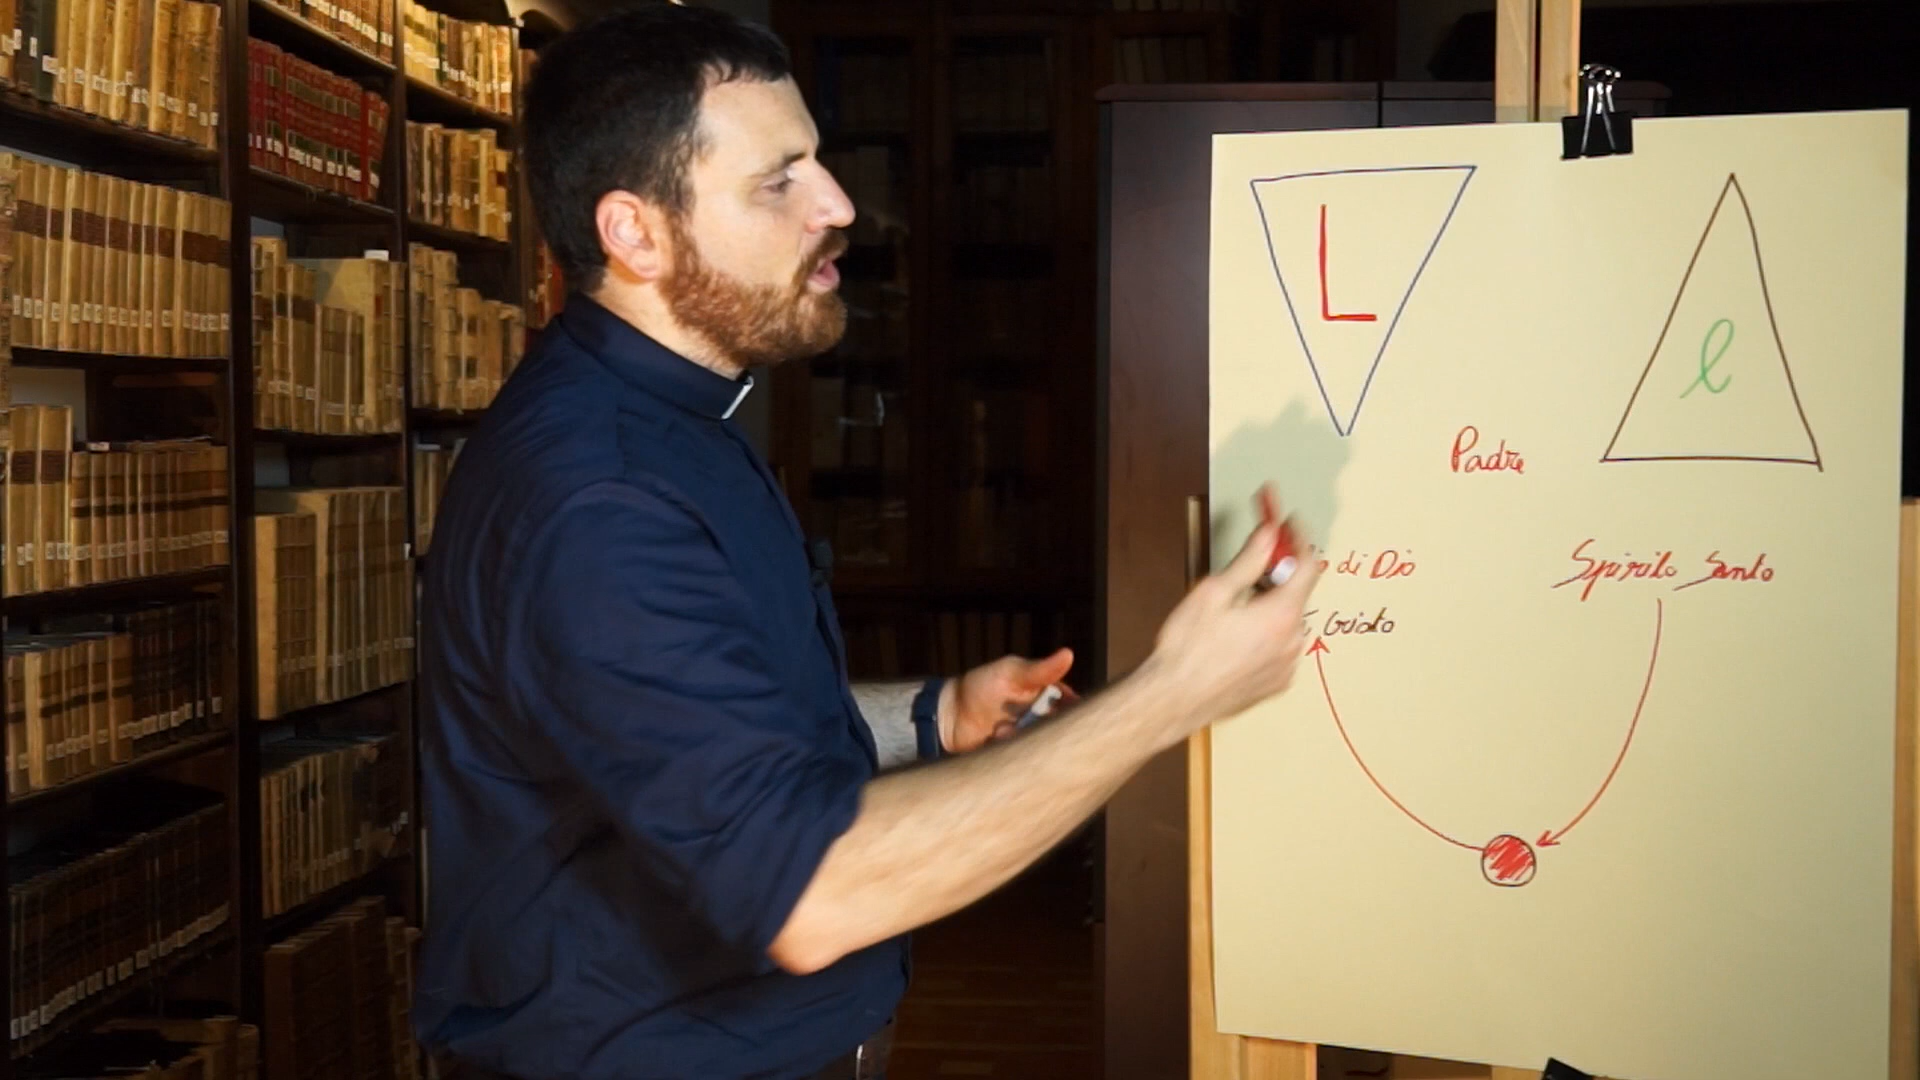 L
l
Padre
di Dio
Spirito Santo
Cristo